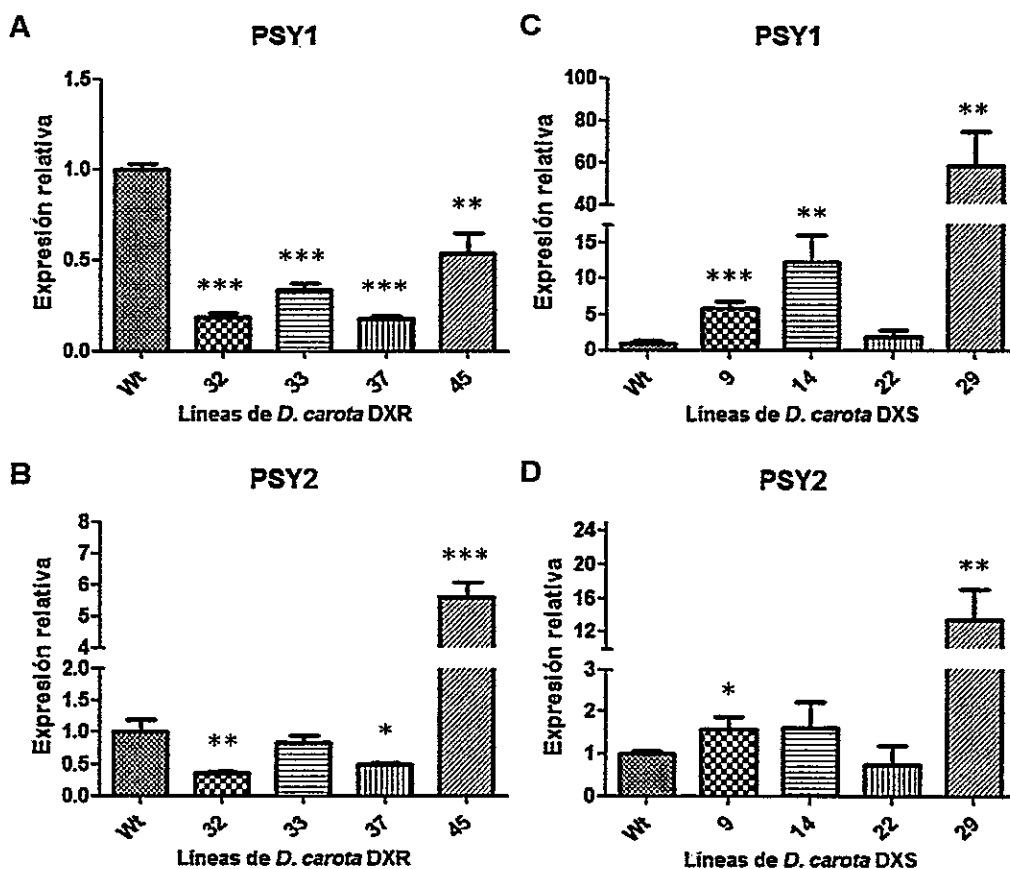 A
PSY1
Expresión relativa
1.5
1.0
0.5
0.0
***
***
***
**
Wt
32
33
37
45
Líneas de D. carota DXR
C
PSY1
Expresión relativa
100
80
60
40
15
10
5
0
***
**
**
Wt
9
14
22
29
Líneas de D. carota DXS
B
PSY2
Expresión relativa
8
7
6
5
4
2.0
1.5
1.0
0.5
0.0
**
*
***
Wt
32
33
37
45
Líneas de D. carota DXR
D
PSY2
Expresión relativa
24
20
16
12
3
2
1
0
*
**
Wt
9
14
22
29
Líneas de D. carota DXS